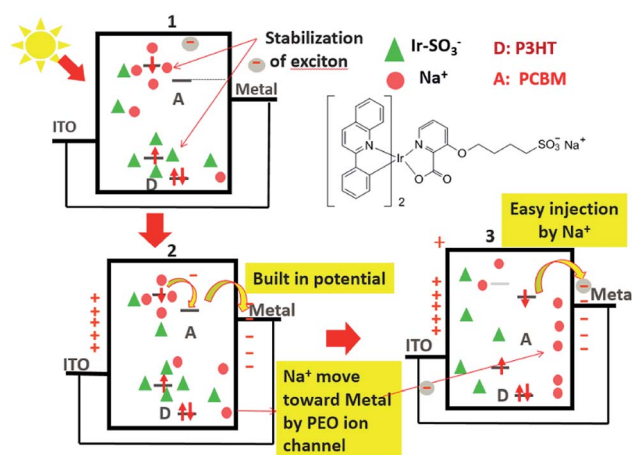 1
Stabilization
of exciton
Ir-SO₃⁻
D: P3HT
Na⁺
A: PCBM
A
Metal
ITO
D
N
N
Ir
O
O
O
SO₃⁻ Na⁺
2
Easy injection
by Na⁺
2
3
Built in potential
Metal
A
ITO
D
Na⁺ move
toward Metal
by PEO ion
channel
Meta
A
ITO
D